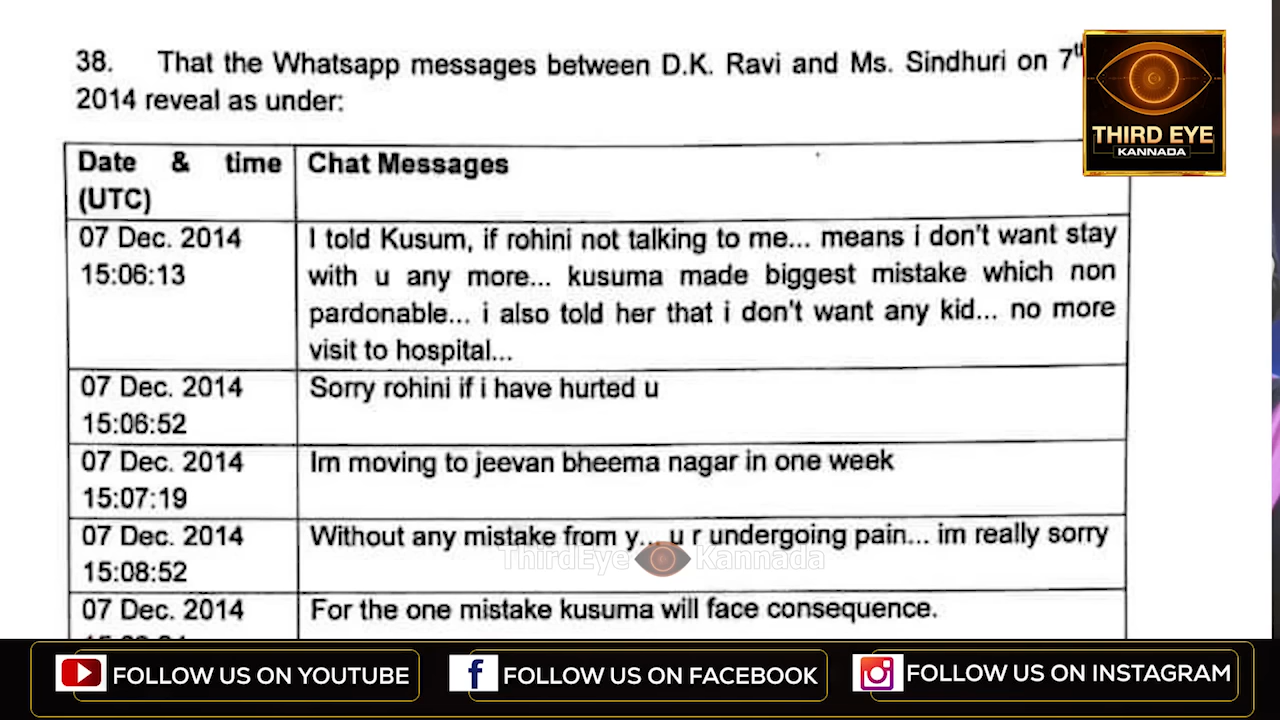 38. That the Whatsapp messages between D.K. Ravi and Ms. Sindhuri on 7th
2014 reveal as under:
THIRD EYE
KANNADA
Date & time
(UTC)
Chat Messages
07 Dec. 2014
15:06:13
I told Kusum, if rohini not talking to me... means i don't want stay
with u any more... kusuma made biggest mistake which non
pardonable... i also told her that i don't want any kid... no more
visit to hospital...
07 Dec. 2014
15:06:52
Sorry rohini if i have hurted u
07 Dec. 2014
15:07:19
Im moving to jeevan bheema nagar in one week
07 Dec. 2014
15:08:52
Without any mistake from y... u r undergoing pain... im really sorry
ThirdEye Kannada
07 Dec. 2014
For the one mistake kusuma will face consequence.
FOLLOW US ON YOUTUBE
FOLLOW US ON FACEBOOK
FOLLOW US ON INSTAGRAM